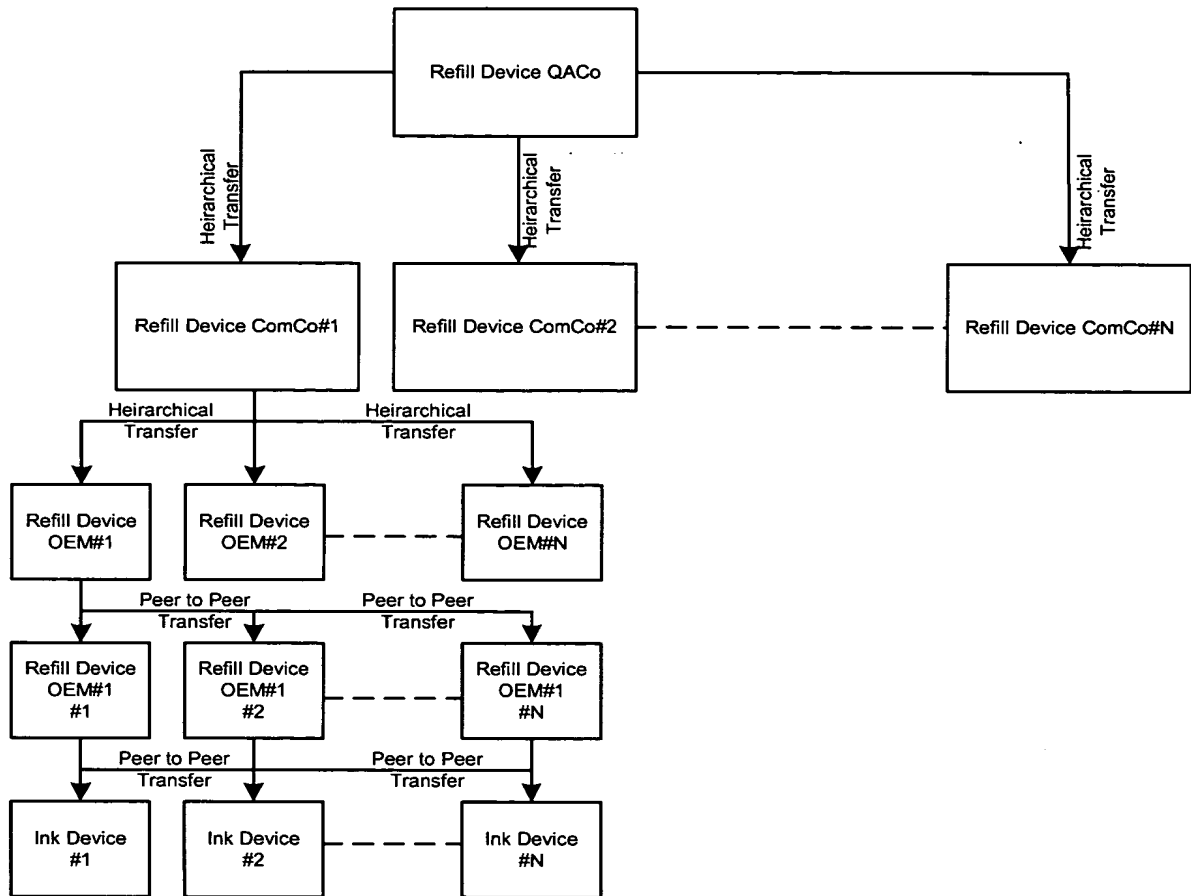 Refill Device QACo
Heirarchical
Transfer
Heirarchical
Transfer
Heirarchical
Transfer
Refill Device ComCo#1
Refill Device ComCo#2
Refill Device ComCo#N
Heirarchical
Transfer
Heirarchical
Transfer
Refill Device
OEM#1
Refill Device
OEM#2
Refill Device
OEM#N
Peer to Peer
Transfer
Peer to Peer
Transfer
Refill Device
OEM#1
#1
Refill Device
OEM#1
#2
Refill Device
OEM#1
#N
Peer to Peer
Transfer
Peer to Peer
Transfer
Ink Device
#1
Ink Device
#2
Ink Device
#N